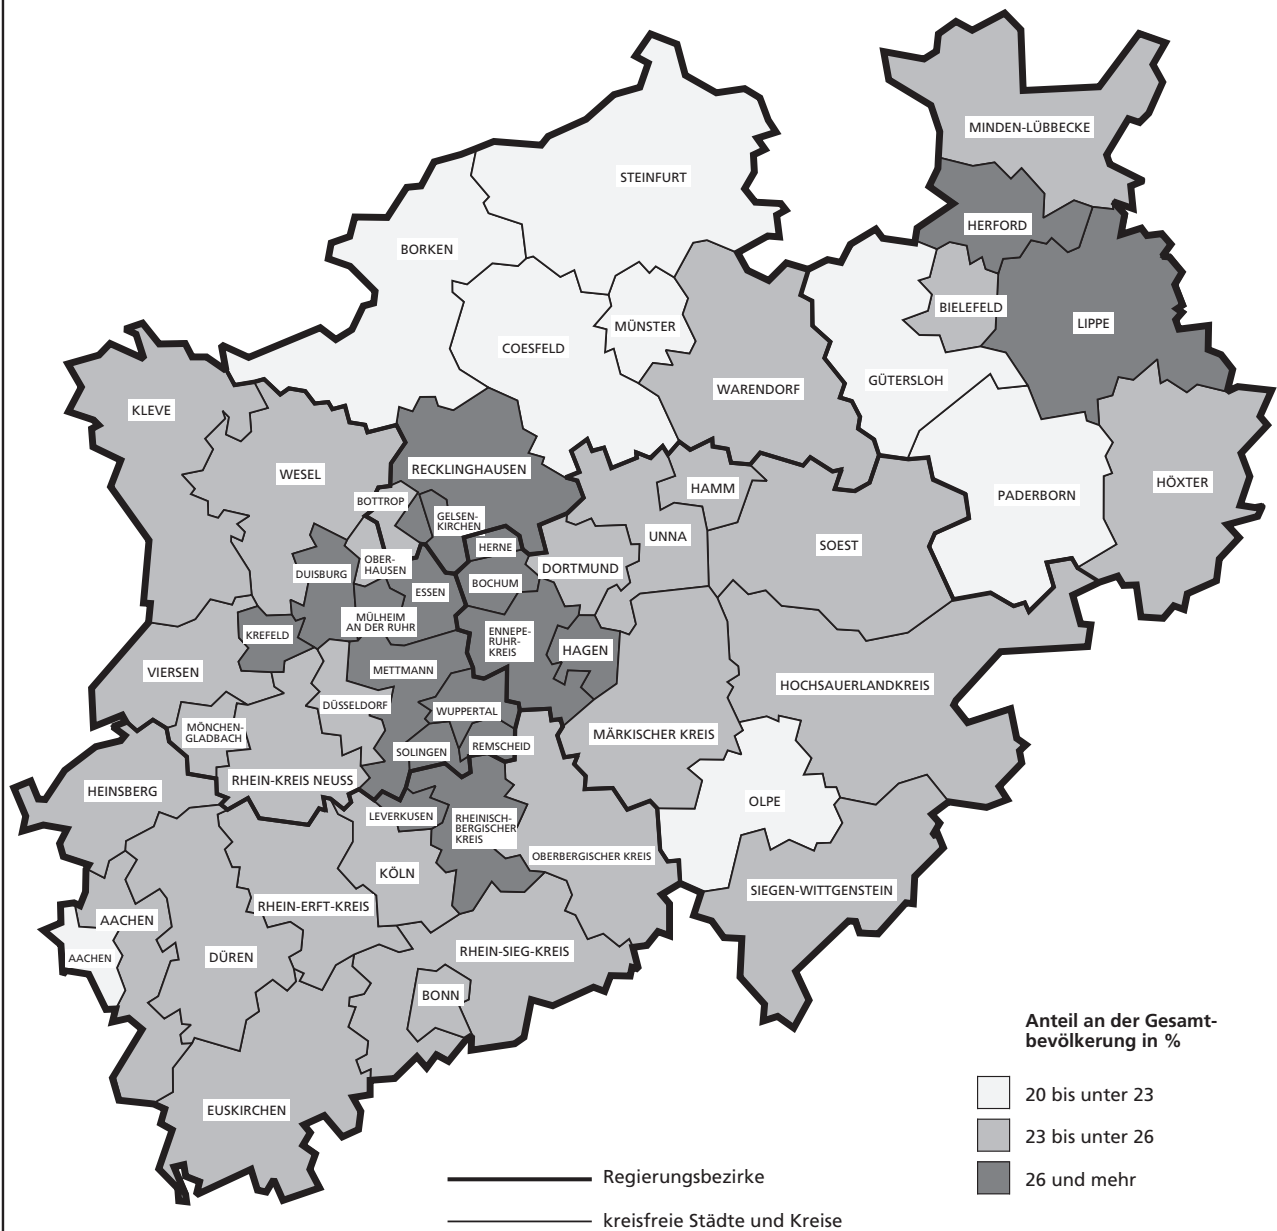 MINDEN-LÜBBECKE
STEINFURT
HERFORD
BORKEN
BIELEFELD
LIPPE
MÜNSTER
COESFELD
GÜTERSLOH
WARENDORF
KLEVE
RECKLINGHAUSEN
WESEL
HÖXTER
HAMM
PADERBORN
BOTTROP
GELSEN-
KIRCHEN
UNNA
SOEST
HERNE
OBER-
HAUSEN
DORTMUND
DUISBURG
BOCHUM
ESSEN
MÜLHEIM
AN DER RUHR
KREFELD
ENNEPE-
RUHR-
KREIS
HAGEN
VIERSEN
METTMANN
HOCHSAUERLANDKREIS
DÜSSELDORF
WUPPERTAL
MÖNCHEN-
GLADBACH
MÄRKISCHER KREIS
REMSCHEID
SOLINGEN
RHEIN-KREIS NEUSS
HEINSBERG
OLPE
LEVERKUSEN
RHEINISCH-
BERGISCHER
KREIS
OBERBERGISCHER KREIS
KÖLN
SIEGEN-WITTGENSTEIN
RHEIN-ERFT-KREIS
AACHEN
RHEIN-SIEG-KREIS
AACHEN
DÜREN
BONN
EUSKIRCHEN
Anteil an der Gesamt-
bevölkerung in %
20 bis unter 23
23 bis unter 26
26 und mehr
Regierungsbezirke
kreisfreie Städte und Kreise